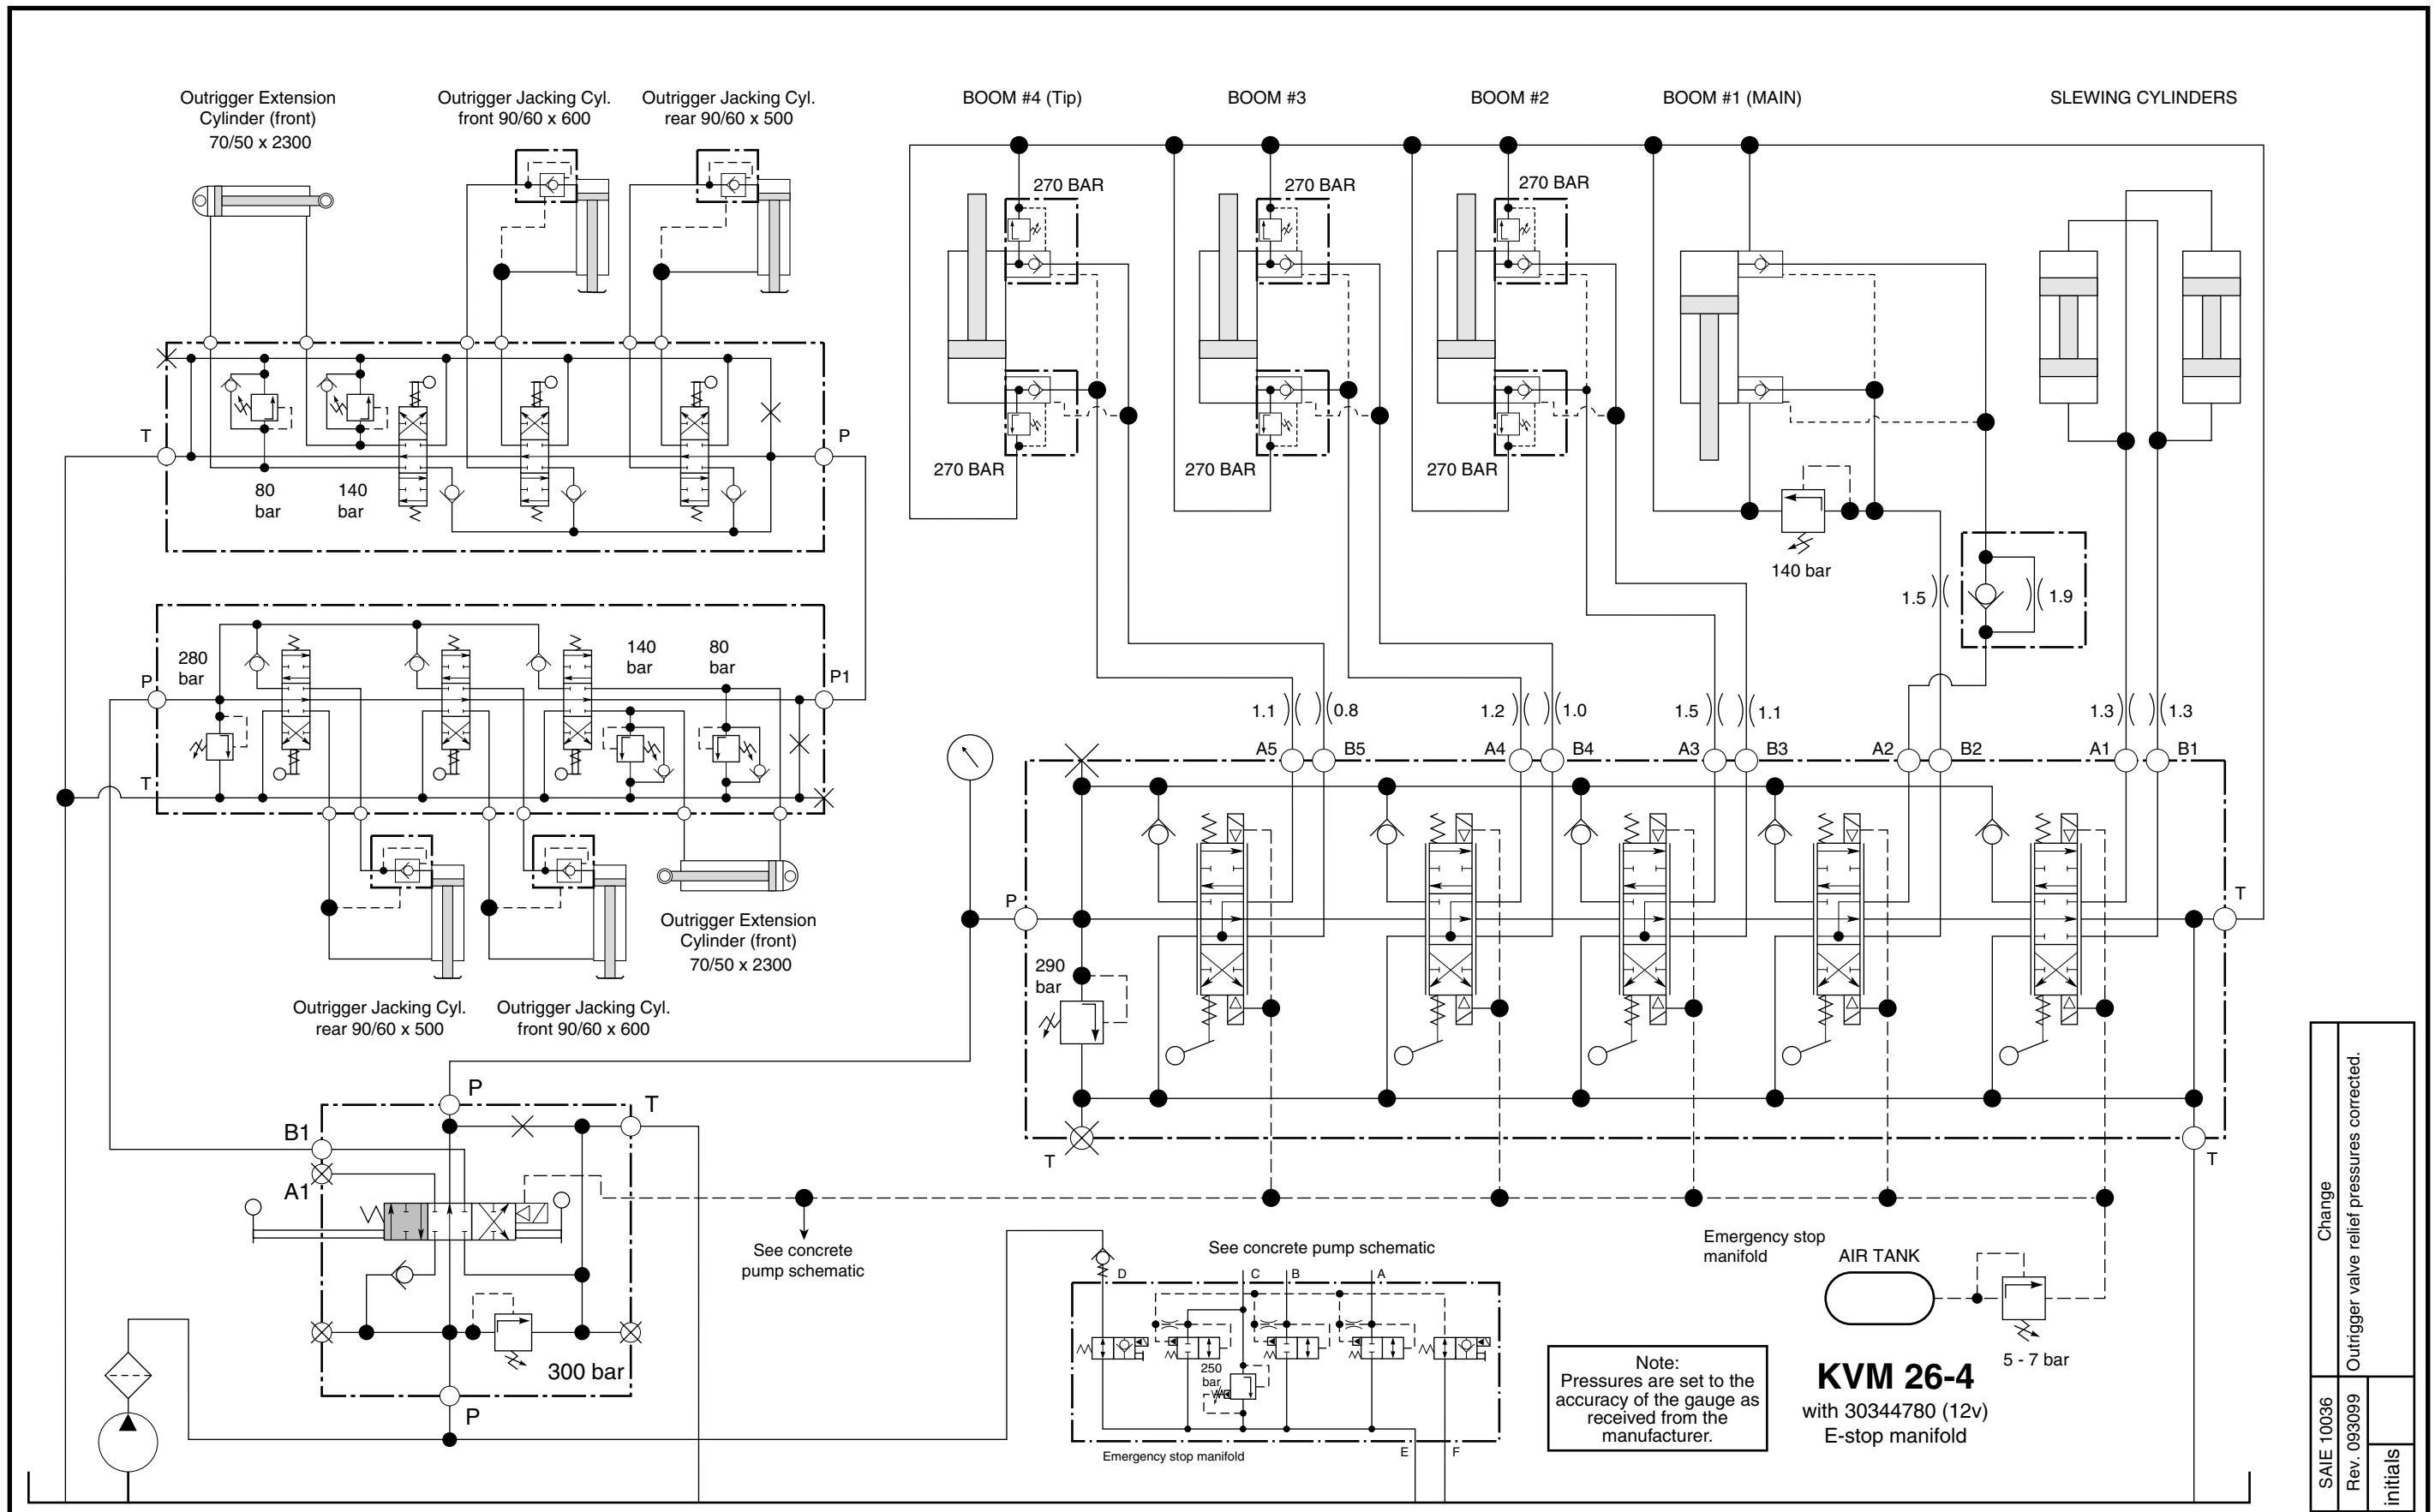 Outrigger Extension
Cylinder (front)
70/50 x 2300
Outrigger Jacking Cyl.
front 90/60 x 600
Outrigger Jacking Cyl.
rear 90/60 x 500
BOOM #4 (Tip)
BOOM #3
BOOM #2
BOOM #1 (MAIN)
SLEWING CYLINDERS
270 BAR
270 BAR
270 BAR
270 BAR
270 BAR
270 BAR
T
P
80
bar
140
bar
140 bar
1.5
1.9
280
bar
140
bar
80
bar
P
P1
T
1.1
0.8
1.2
1.0
1.5
1.1
1.3
1.3
A5
B5
A4
B4
A3
B3
A2
B2
A1
B1
P
T
290
bar
T
T
Outrigger Extension
Cylinder (front)
70/50 x 2300
Outrigger Jacking Cyl.
rear 90/60 x 500
Outrigger Jacking Cyl.
front 90/60 x 600
P
T
B1
A1
300 bar
P
See concrete
pump schematic
See concrete pump schematic
D
C
B
A
250
bar
E
F
Emergency stop manifold
Emergency stop
manifold
AIR TANK
5 - 7 bar
Note:
Pressures are set to the
accuracy of the gauge as
received from the
manufacturer.
KVM 26-4
with 30344780 (12v)
E-stop manifold
SAIE 10036
Change
Rev. 093099
Outrigger valve relief pressures corrected.
initials